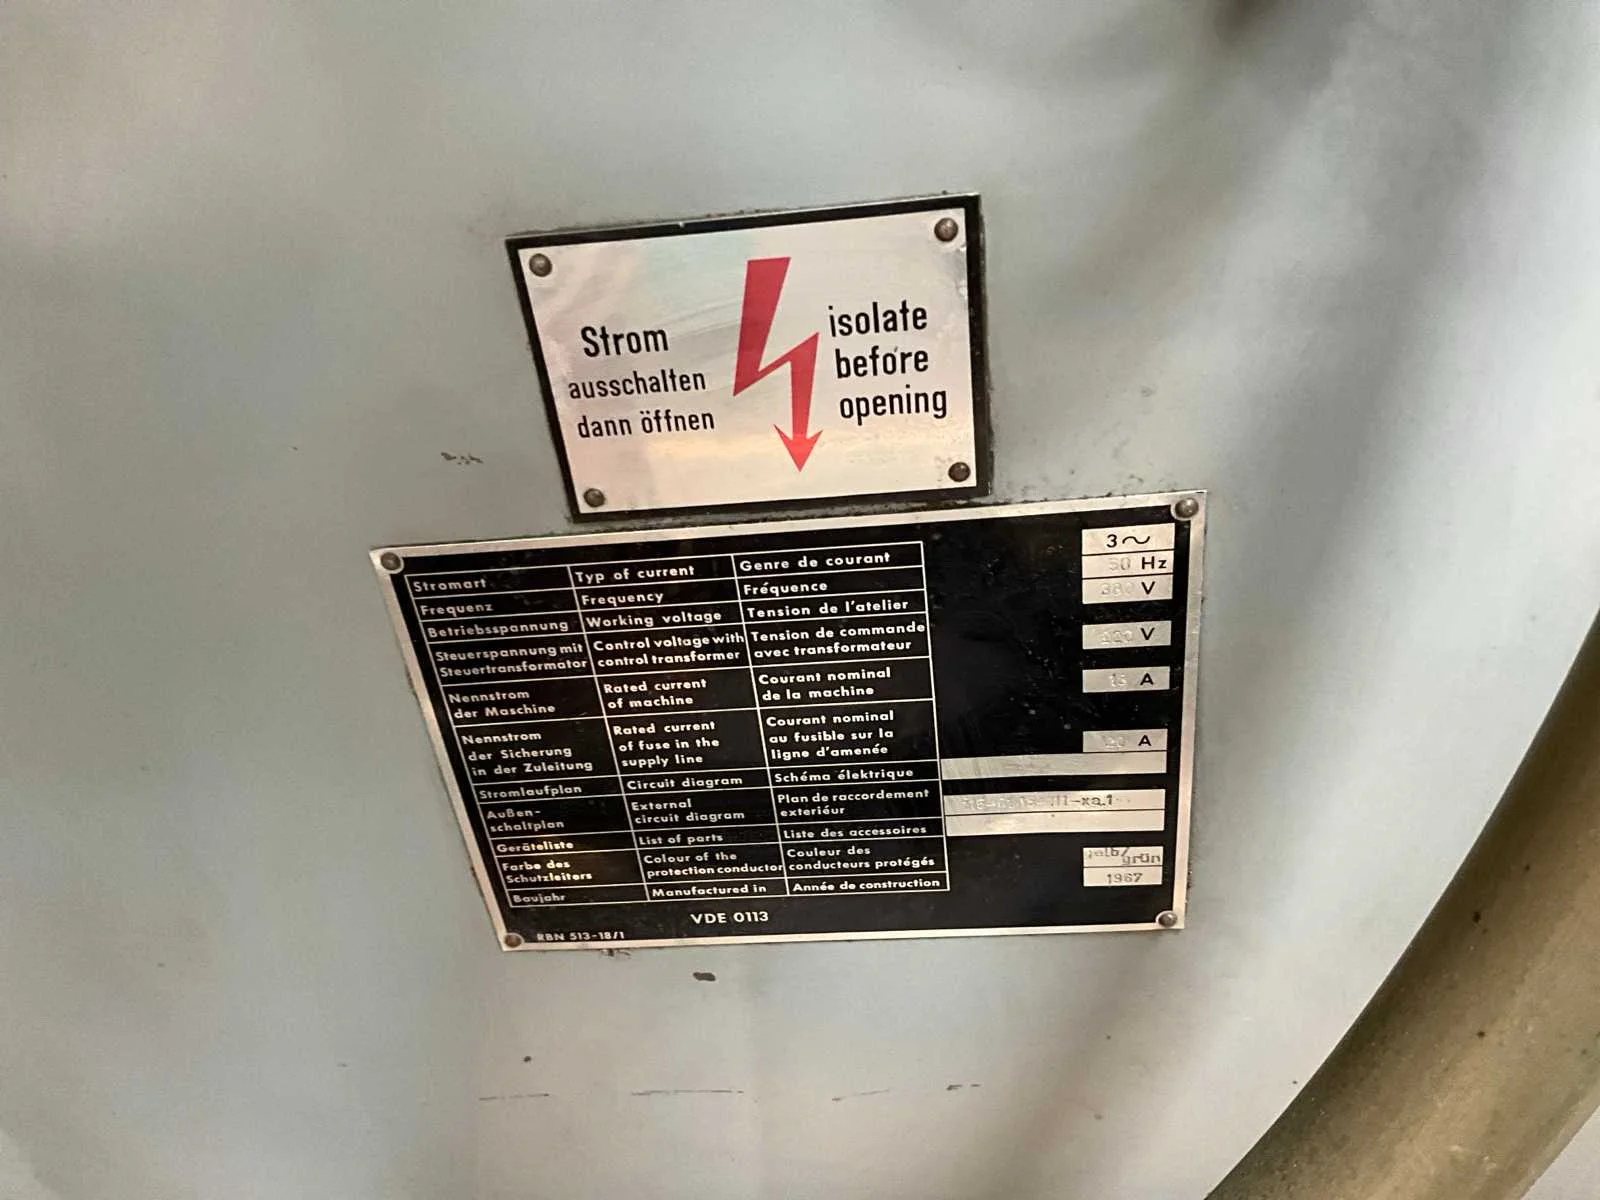 Strom
ausschalten
dann öffnen
isolate
before
opening
Stromart
Typ of current
Genre de courant
3~
Frequenz
Frequency
Fréquence
50 Hz
Betriebsspannung
Working voltage
Tension de l'atelier
380 V
Steuerspannung mit
Steuertransformator
Control voltage with
control transformer
Tension de commande
avec transformateur
220 V
Nennstrom
der Maschine
Rated current
of machine
Courant nominal
de la machine
A
Nennstrom
der Sicherung
in der Zuleitung
Rated current
of fuse in the
supply line
Courant nominal
au fusible sur la
ligne d'amenée
A
Stromlaufplan
Circuit diagram
Schéma élektrique
Außen-
schaltplan
External
circuit diagram
Plan de raccordement
exteriéur
Geräteliste
List of parts
Liste des accessoires
Farbe des
Schutzleiters
Colour of the
protection conductor
Couleur des
conducteurs protégés
gelb/
grün
Baujahr
Manufactured in
Année de construction
1967
VDE 0113
RBN 513-18/1